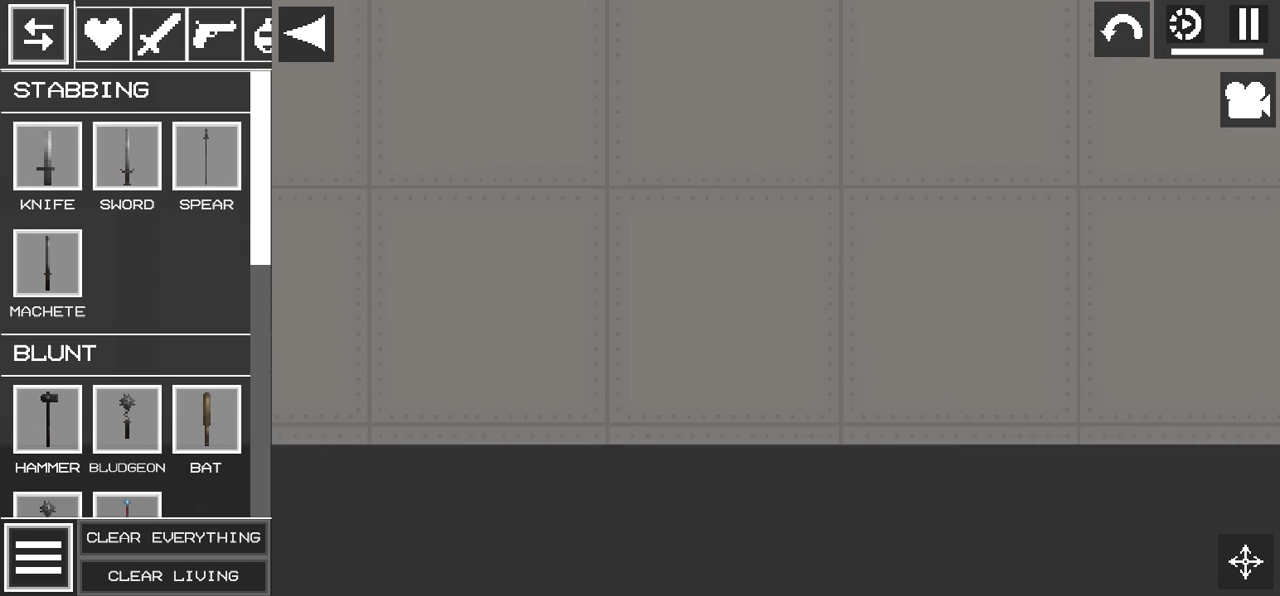 STABBING
KNIFE SWORD SPEAR
MACHETE
BLUNT
HAMMER BLUDGEON BAT
CLEAR EVERYTHING
CLEAR LIVING